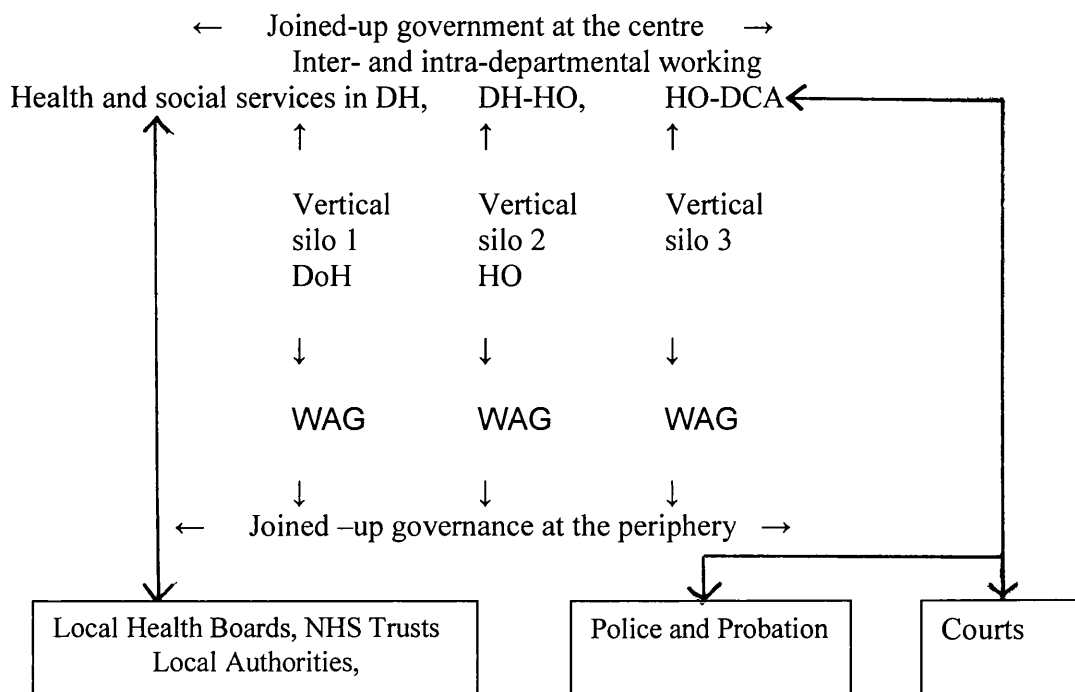 ← Joined-up government at the centre →
Inter- and intra-departmental working
Health and social services in DH, DH-HO, HO-DCA
↑ ↑ ↑
Vertical Vertical Vertical
silo 1 silo 2 silo 3
DoH HO
↓ ↓ ↓
WAG WAG WAG
↓ ↓ ↓
← Joined –up governance at the periphery →
Local Health Boards, NHS Trusts Police and Probation Courts
Local Authorities,